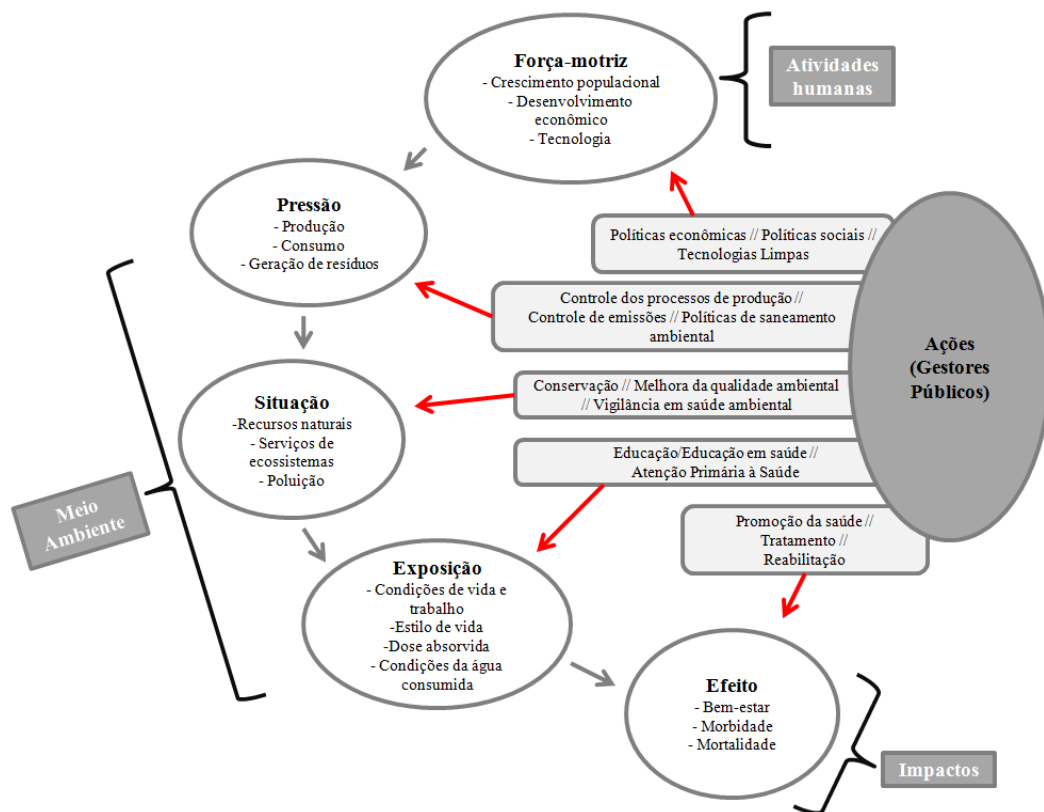 Força-motriz
- Crescimento populacional
- Desenvolvimento
econômico
- Tecnologia
Atividades
humanas
Pressão
- Produção
- Consumo
- Geração de resíduos
Políticas econômicas // Políticas sociais //
Tecnologias Limpas
Controle dos processos de produção //
Controle de emissões // Políticas de saneamento
ambiental
Ações
(Gestores
Públicos)
Situação
-Recursos naturais
- Serviços de
ecossistemas
- Poluição
Conservação // Melhora da qualidade ambiental
// Vigilância em saúde ambiental
Educação/Educação em saúde //
Atenção Primária à Saúde
Meio
Ambiente
Promoção da saúde //
Tratamento //
Reabilitação
Exposição
- Condições de vida e
trabalho
-Estilo de vida
-Dose absorvida
- Condições da água
consumida
Efeito
- Bem-estar
- Morbidade
- Mortalidade
Impactos